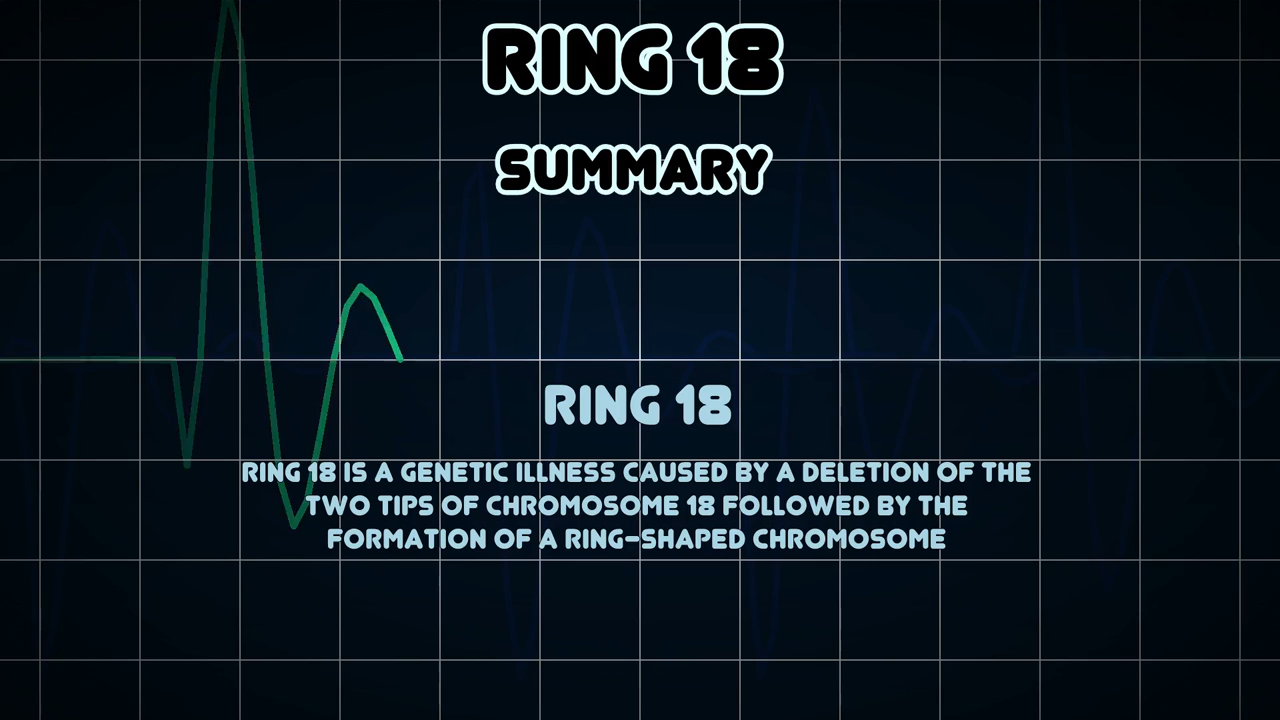 RING 18
SUMMARY
RING 18
RING 18 IS A GENETIC ILLNESS CAUSED BY A DELETION OF THE
TWO TIPS OF CHROMOSOME 18 FOLLOWED BY THE
FORMATION OF A RING-SHAPED CHROMOSOME